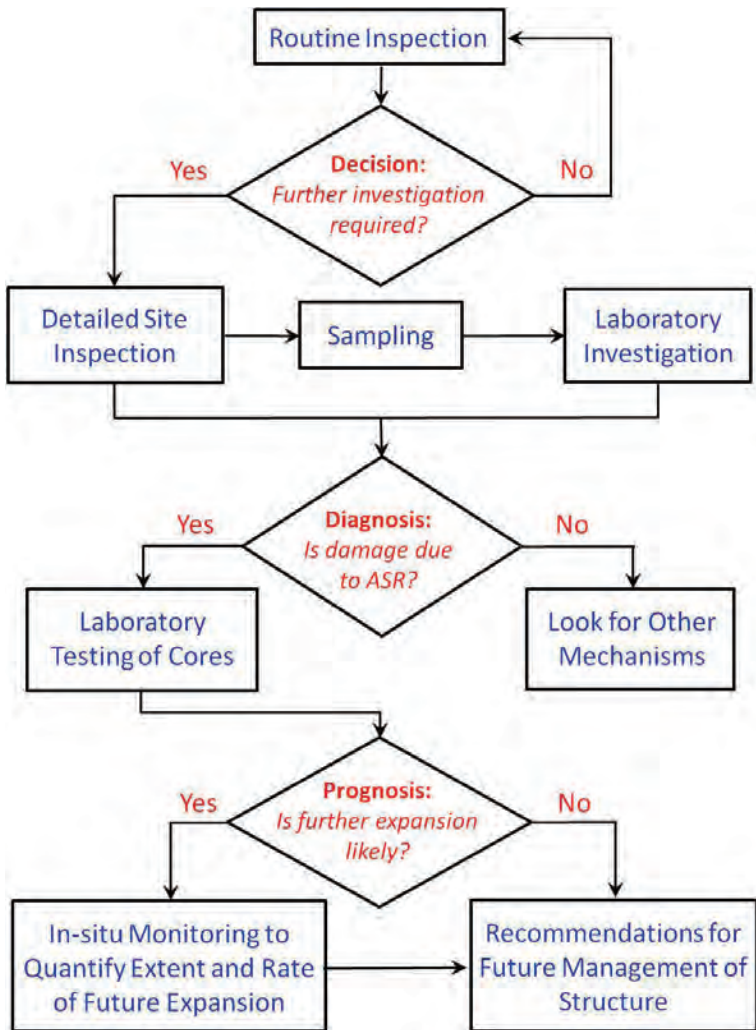 Routine Inspection
Yes
Decision:
No
Further investigation
required?
Detailed Site
Inspection
Sampling
Laboratory
Investigation
Yes
Diagnosis:
No
Is damage due
to ASR?
Laboratory
Testing of Cores
Look for Other
Mechanisms
Yes
Prognosis:
No
Is further expansion
likely?
In-situ Monitoring to
Quantify Extent and Rate
of Future Expansion
Recommendations for
Future Management of
Structure